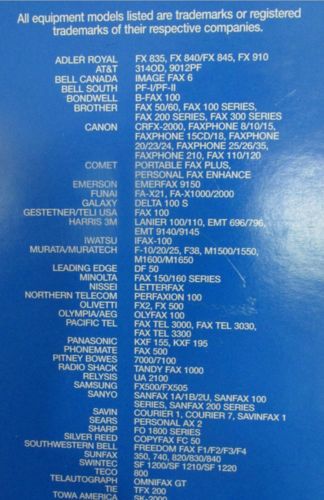 All equipment models listed are trademarks or registered
trademarks of their respective companies.
ADLER ROYAL FX 835, FX 840/FX 845, FX 910
AT&T 314OD, 9012PF
BELL CANADA IMAGE FAX 6
BELL SOUTH PF-I/PF-II
BONDWELL B-FAX 100
BROTHER FAX 50/60, FAX 100 SERIES,
FAX 200 SERIES, FAX 300 SERIES
CANON CRFX-2000, FAXPHONE 8/10/15,
FAXPHONE 15CD/18, FAXPHONE
20/23/24, FAXPHONE 25/26/35,
FAXPHONE 210, FAX 110/120
COMET PORTABLE FAX PLUS,
PERSONAL FAX ENHANCE
EMERSON EMERFAX 9150
FUNAI FA-X21, FA-X1000/2000
GALAXY DELTA 100 S
GESTETNER/TELI USA FAX 100
HARRIS 3M LANIER 100/110, EMT 696/796,
EMT 9140/9145
IWATSU IFAX-100
MURATA/MURATECH F-10/20/25, F38, M1500/1550,
M1600/M1650
LEADING EDGE DF 50
MINOLTA FAX 150/160 SERIES
NISSEI LETTERFAX
NORTHERN TELECOM PERFAXION 100
OLIVETTI FX2, FX 500
OLYMPIA/AEG OLYFAX 100
PACIFIC TEL FAX TEL 3000, FAX TEL 3030,
FAX TEL 3300
PANASONIC KXF 155, KXF 195
PHONEMATE FAX 500
PITNEY BOWES 7000/7100
RADIO SHACK TANDY FAX 1000
RELYSIS UA 2100
SAMSUNG FX500/FX505
SANYO SANFAX 1A/1B/2U, SANFAX 100
SERIES, SANFAX 200 SERIES
SAVIN COURIER 1, COURIER 7, SAVINFAX 1
SEARS PERSONAL AX 2
SHARP FO 1800 SERIES
SILVER REED COPYFAX FC 50
SOUTHWESTERN BELL FREEDOM FAX F1/F2/F3/F4
SUNFAX 350, 740, 820/830/840
SWINTEC SF 1200/SF 1210/SF 1220
TECO 800
TELAUTOGRAPH OMNIFAX GT
TIE TFX 200
TOWA AMERICA SK-2000